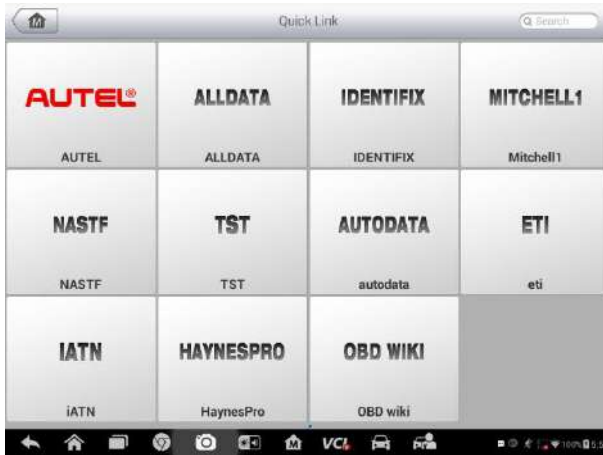 Quick Link
Search
AUTEL®
ALLDATA
IDENTIFIX
MITCHELL1
AUTEL
ALLDATA
IDENTIFIX
Mitchell1
NASTF
TST
AUTODATA
ETI
NASTF
TST
autodata
eti
IATN
HAYNESPRO
OBD WIKI
iATN
HaynesPro
OBD wiki
VCI
100%